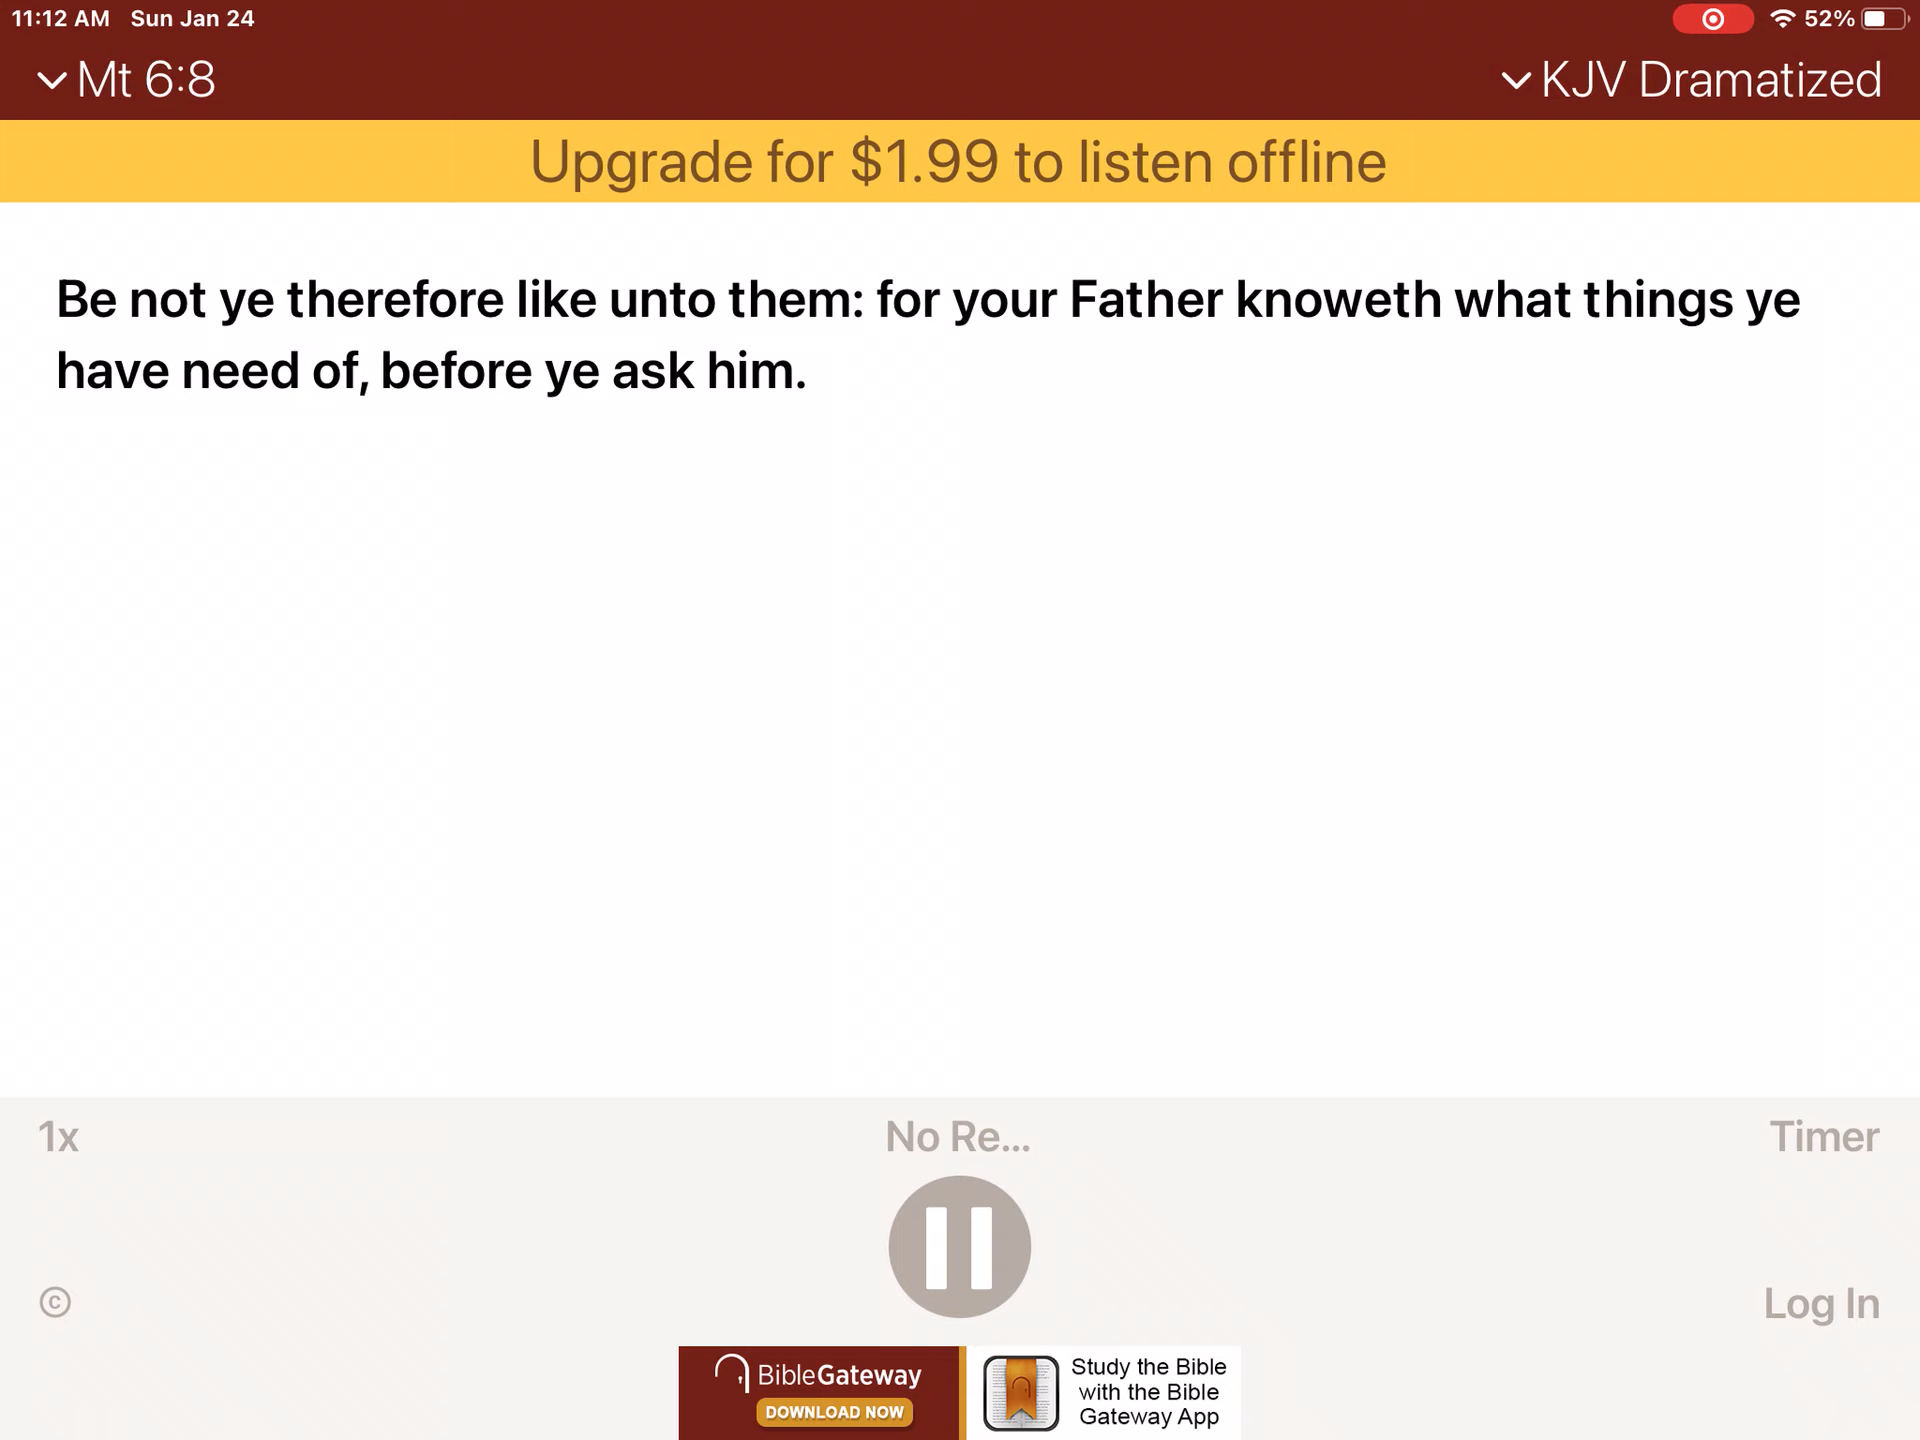 11:12 AM Sun Jan 24 52%
Mt 6:8 KJV Dramatized
Upgrade for $1.99 to listen offline
Be not ye therefore like unto them: for your Father knoweth what things ye
have need of, before ye ask him.
1x No Re... Timer
© Log In
BibleGateway
DOWNLOAD NOW
Study the Bible
with the Bible
Gateway App